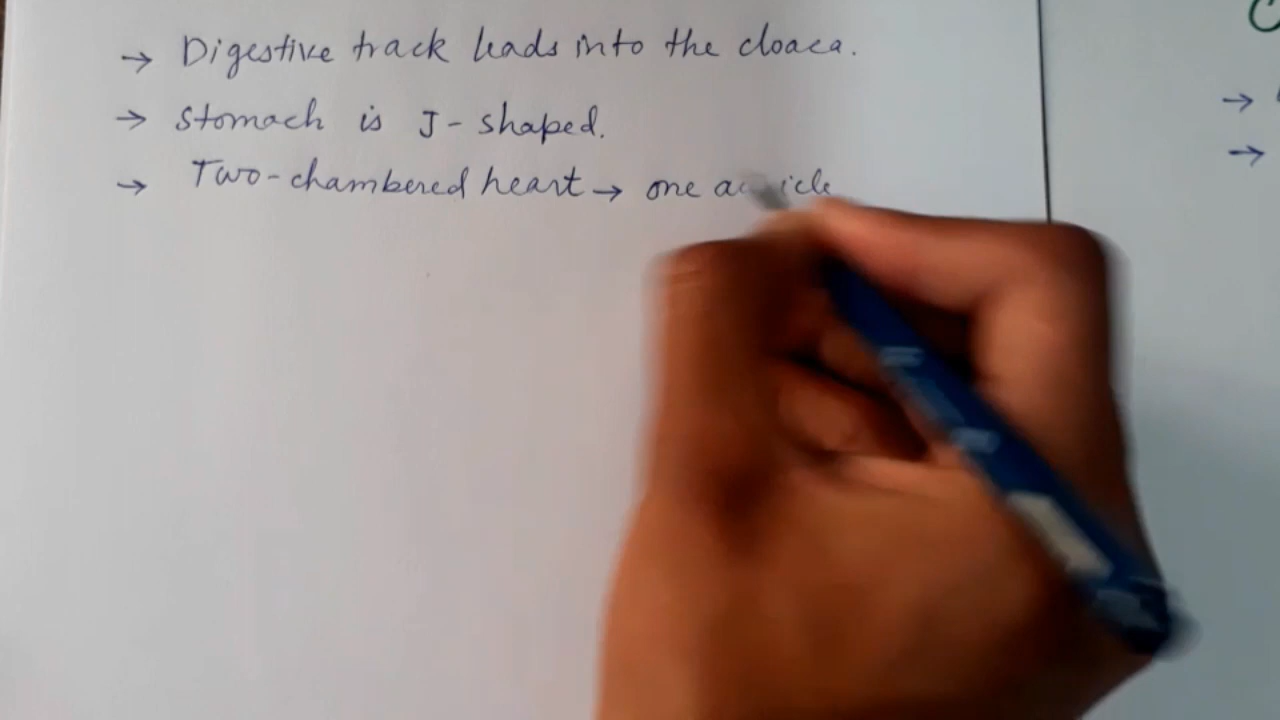 → Digestive track leads into the cloaca.
→ Stomach is J-shaped.
→ Two-chambered heart → one
→
→